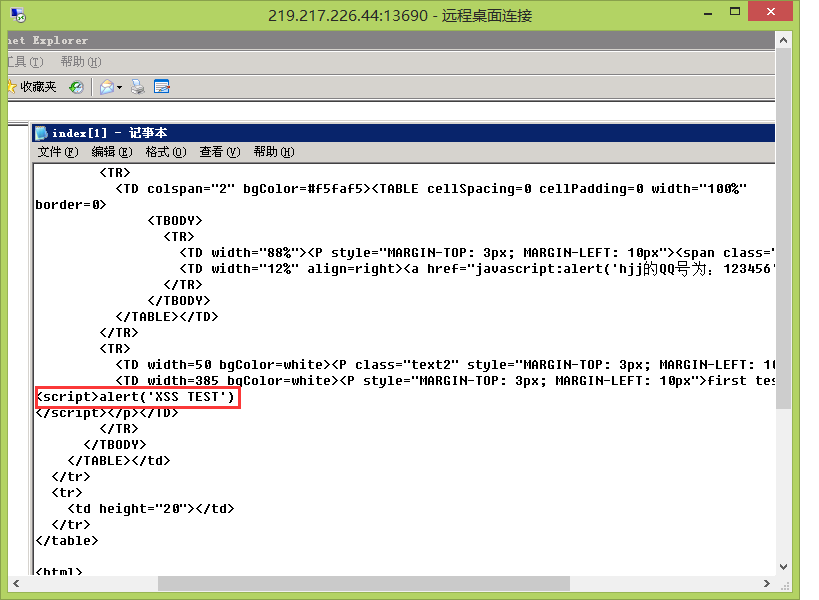 219.217.226.44:13690 - 远程桌面连接
net Explorer
工具(T) 帮助(H)
收藏夹
index[1] - 记事本
文件(F) 编辑(E) 格式(O) 查看(V) 帮助(H)
<TR>
<TD colspan="2" bgColor=#f5faf5><TABLE cellSpacing=0 cellPadding=0 width="100%"
border=0>
<TBODY>
<TR>
<TD width="88%"><P style="MARGIN-TOP: 3px; MARGIN-LEFT: 10px"><span class="
<TD width="12%" align=right><a href="javascript:alert('hjj的QQ号为: 123456'
</TR>
</TBODY>
</TABLE></TD>
</TR>
<TR>
<TD width=50 bgColor=white><P class="text2" style="MARGIN-TOP: 3px; MARGIN-LEFT: 10
<TD width=385 bgColor=white><P style="MARGIN-TOP: 3px; MARGIN-LEFT: 10px">first tes
<script>alert('XSS TEST')
</script></p></TD>
</TR>
</TBODY>
</TABLE></td>
</tr>
<tr>
<td height="20"></td>
</tr>
</table>
<html>